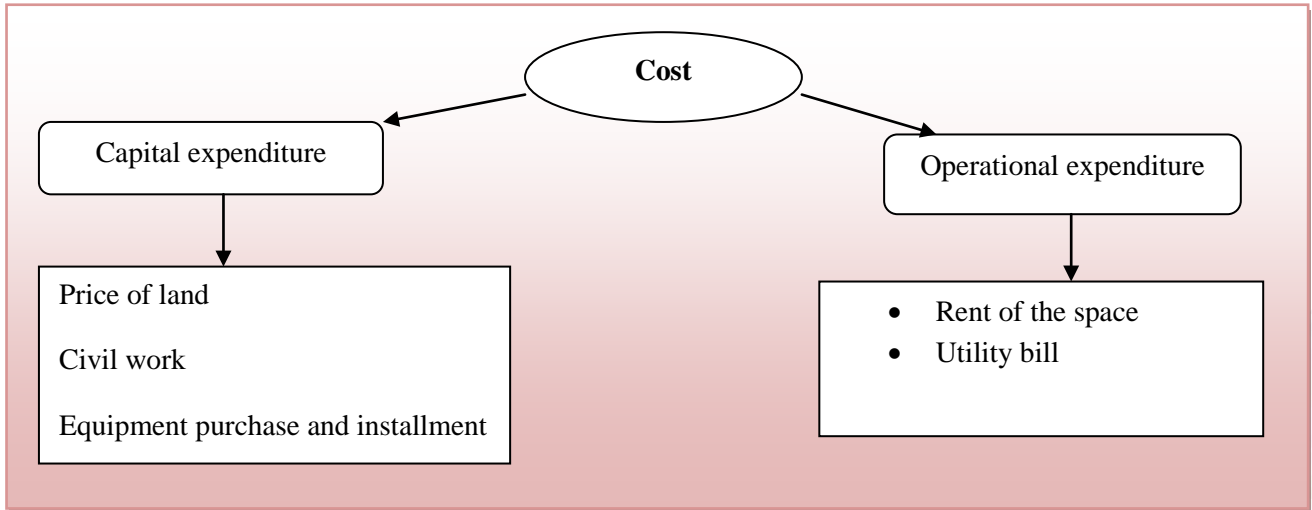 Cost
Capital expenditure
Operational expenditure
Price of land
Civil work
Equipment purchase and installment
• Rent of the space
• Utility bill